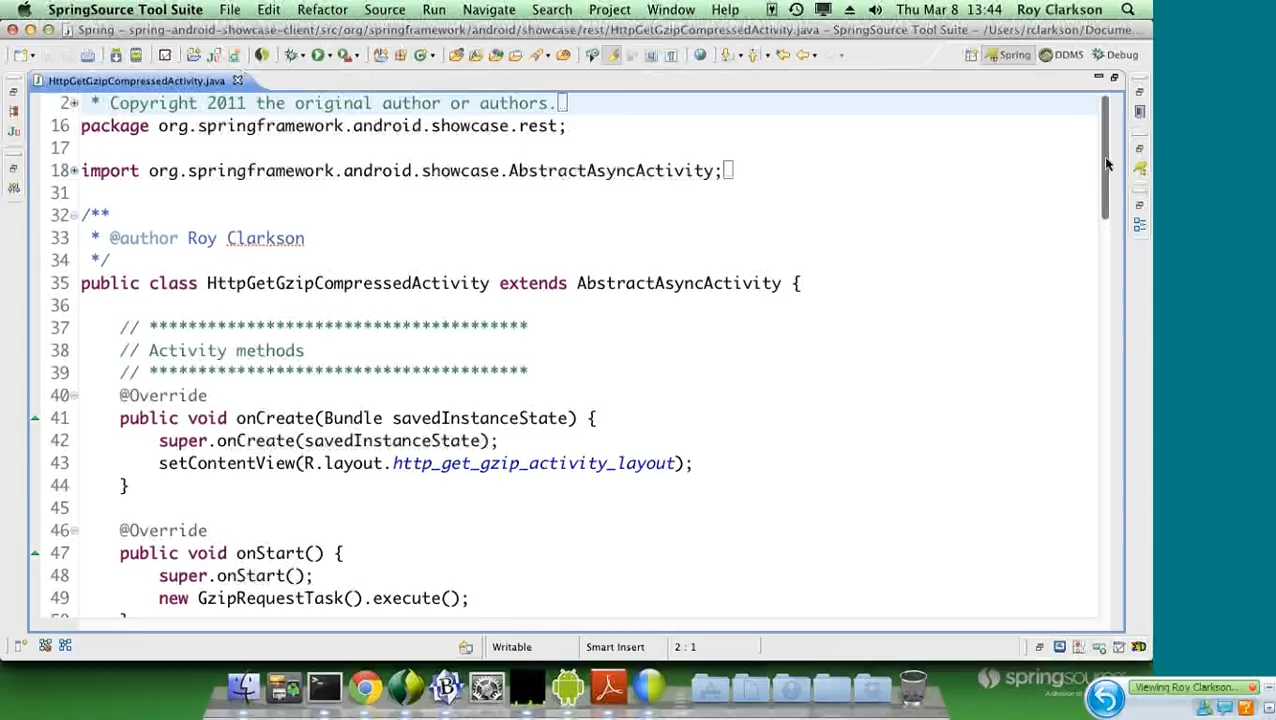 SpringSource Tool Suite File Edit Refactor Source Run Navigate Search Project Window Help Thu Mar 8 13:44 Roy Clarkson
Spring – spring-android-showcase-client/src/org/springframework/android/showcase/rest/HttpGetGzipCompressedActivity.java – SpringSource Tool Suite – /Users/rclarkson/Docume...
Spring DDMS Debug
HttpGetGzipCompressedActivity.java
2 * Copyright 2011 the original author or authors.
16 package org.springframework.android.showcase.rest;
17
18 import org.springframework.android.showcase.AbstractAsyncActivity;
31
32 /**
33 * @author Roy Clarkson
34 */
35 public class HttpGetGzipCompressedActivity extends AbstractAsyncActivity {
36
37 // ***************************************
38 // Activity methods
39 // ***************************************
40 @Override
41 public void onCreate(Bundle savedInstanceState) {
42 super.onCreate(savedInstanceState);
43 setContentView(R.layout.http_get_gzip_activity_layout);
44 }
45
46 @Override
47 public void onStart() {
48 super.onStart();
49 new GzipRequestTask().execute();
Writable Smart Insert 2 : 1
springsource
Viewing Roy Clarkson...